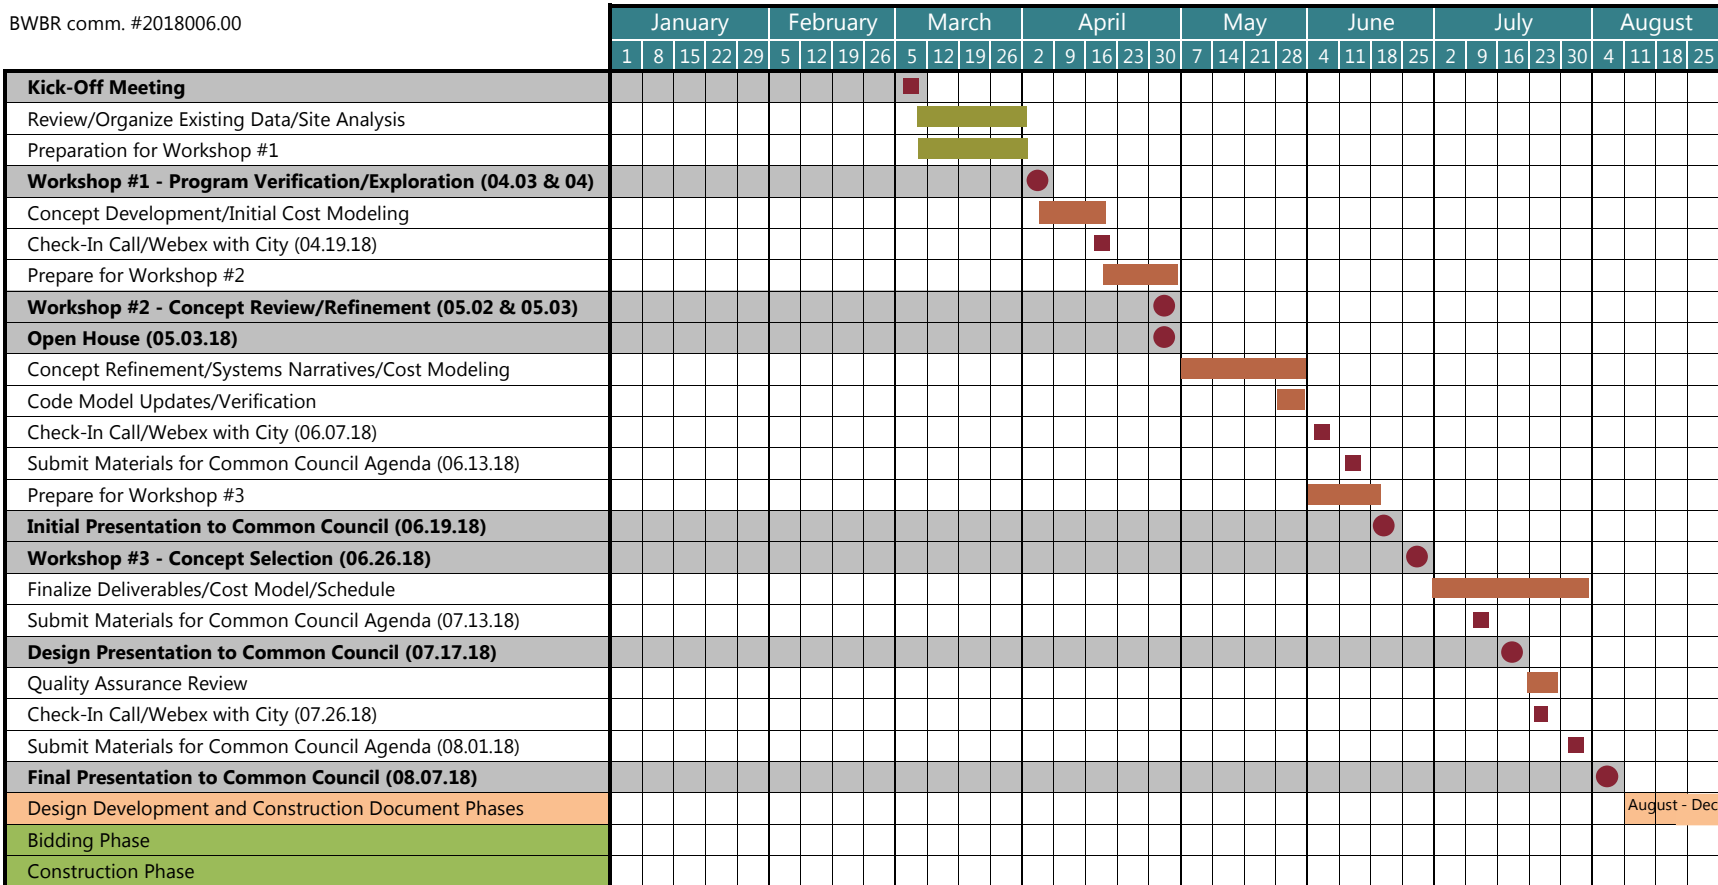 BWBR comm. #2018006.00
January February March April May June July August
1 8 15 22 29 5 12 19 26 5 12 19 26 2 9 16 23 30 7 14 21 28 4 11 18 25 2 9 16 23 30 4 11 18 25
Kick-Off Meeting
Review/Organize Existing Data/Site Analysis
Preparation for Workshop #1
Workshop #1 - Program Verification/Exploration (04.03 & 04)
Concept Development/Initial Cost Modeling
Check-In Call/Webex with City (04.19.18)
Prepare for Workshop #2
Workshop #2 - Concept Review/Refinement (05.02 & 05.03)
Open House (05.03.18)
Concept Refinement/Systems Narratives/Cost Modeling
Code Model Updates/Verification
Check-In Call/Webex with City (06.07.18)
Submit Materials for Common Council Agenda (06.13.18)
Prepare for Workshop #3
Initial Presentation to Common Council (06.19.18)
Workshop #3 - Concept Selection (06.26.18)
Finalize Deliverables/Cost Model/Schedule
Submit Materials for Common Council Agenda (07.13.18)
Design Presentation to Common Council (07.17.18)
Quality Assurance Review
Check-In Call/Webex with City (07.26.18)
Submit Materials for Common Council Agenda (08.01.18)
Final Presentation to Common Council (08.07.18)
Design Development and Construction Document Phases August - Dec
Bidding Phase
Construction Phase